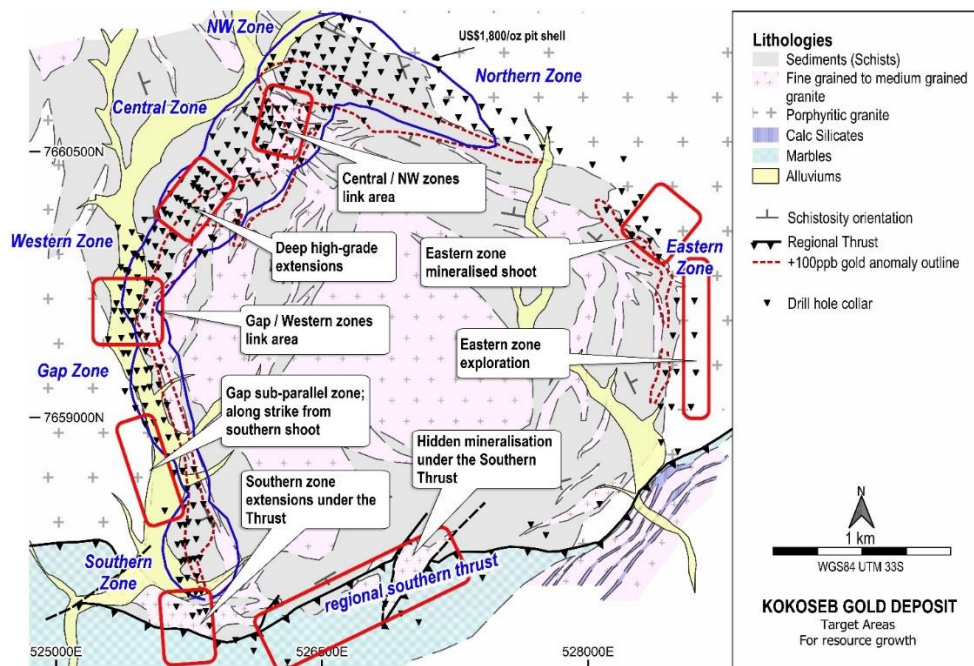 NW Zone
US$1,800/oz pit shell
Northern Zone
Central Zone
7660500N
Central / NW zones
link area
Western Zone
Deep high-grade
extensions
Eastern zone
mineralised shoot
Eastern
Zone
Gap / Western zones
link area
Gap Zone
Eastern zone
exploration
7659000N
Gap sub-parallel zone;
along strike from
southern shoot
Hidden mineralisation
under the Southern
Thrust
Southern zone
extensions under the
Thrust
Southern
Zone
regional southern thrust
525000
526500
528000
Lithologies
Sediments (Schists)
Fine grained to medium grained
granite
Porphyritic granite
Calc Silicates
Marbles
Alluviums
Schistosity orientation
Regional Thrust
+100ppb gold anomaly outline
Drill hole collar
N
1 km
WGS84 UTM 33S
KOKOSEB GOLD DEPOSIT
Target Areas
For resource growth